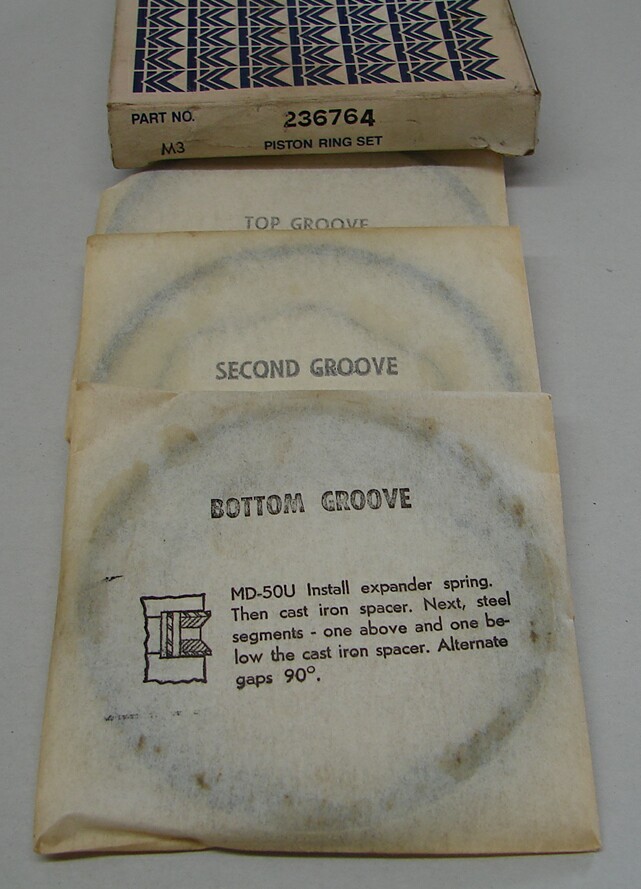 PART NO. 236764
M3 PISTON RING SET
TOP GROOVE
SECOND GROOVE
BOTTOM GROOVE
MD-50U Install expander spring.
Then cast iron spacer. Next, steel
segments - one above and one be-
low the cast iron spacer. Alternate
gaps 90°.